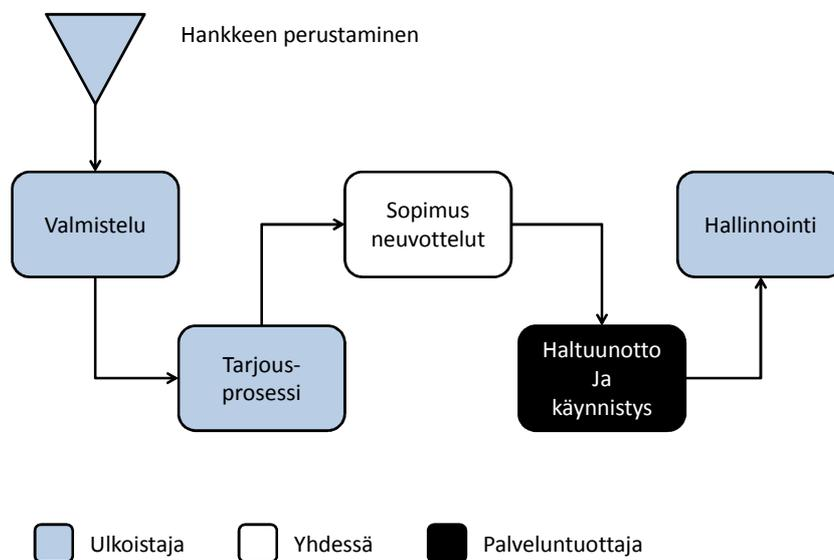 Hankkeen perustaminen
Valmistelu
Sopimus
neuvottelut
Hallinnointi
Tarjous-
prosessi
Haltuunotto
Ja
käynnistys
Ulkoistaja
Yhdessä
Palveluntuottaja